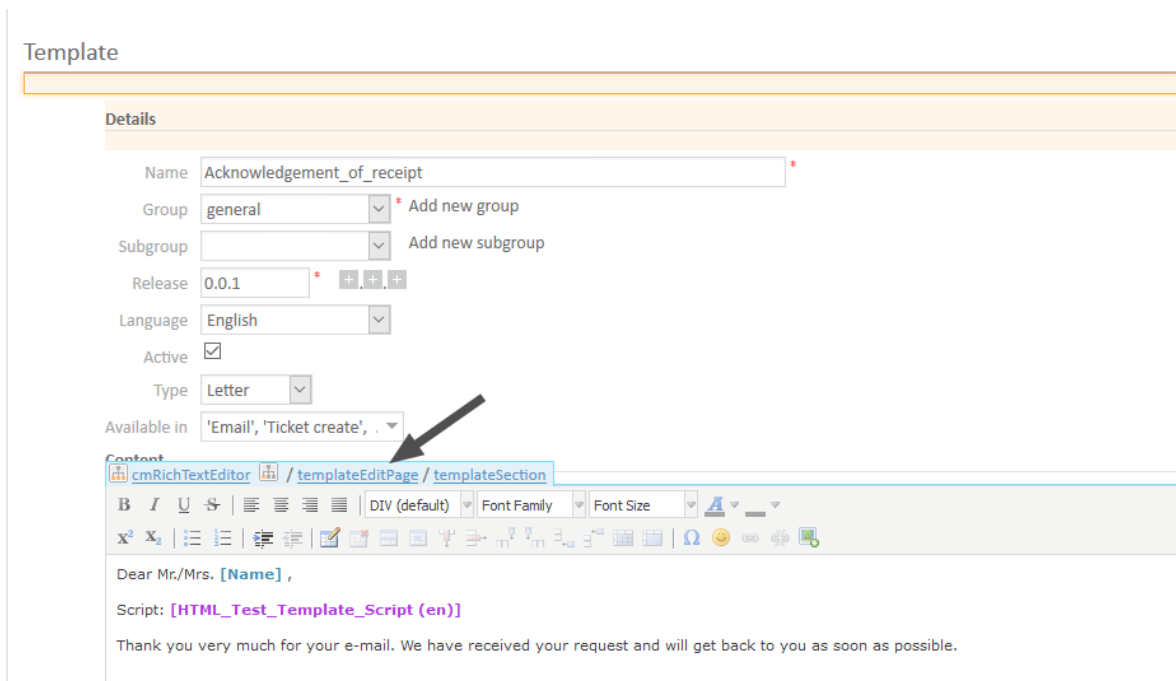 Template
Details
Name Acknowledgement_of_receipt *
Group general * Add new group
Subgroup Add new subgroup
Release 0.0.1 * + . + . +
Language English
Active
Type Letter
Available in 'Email', 'Ticket create', .
Content
cmRichTextEditor / templateEditPage / templateSection
B I U S DIV (default) Font Family Font Size A
x² X₂ Ω
Dear Mr./Mrs. [Name] ,
Script: [HTML_Test_Template_Script (en)]
Thank you very much for your e-mail. We have received your request and will get back to you as soon as possible.